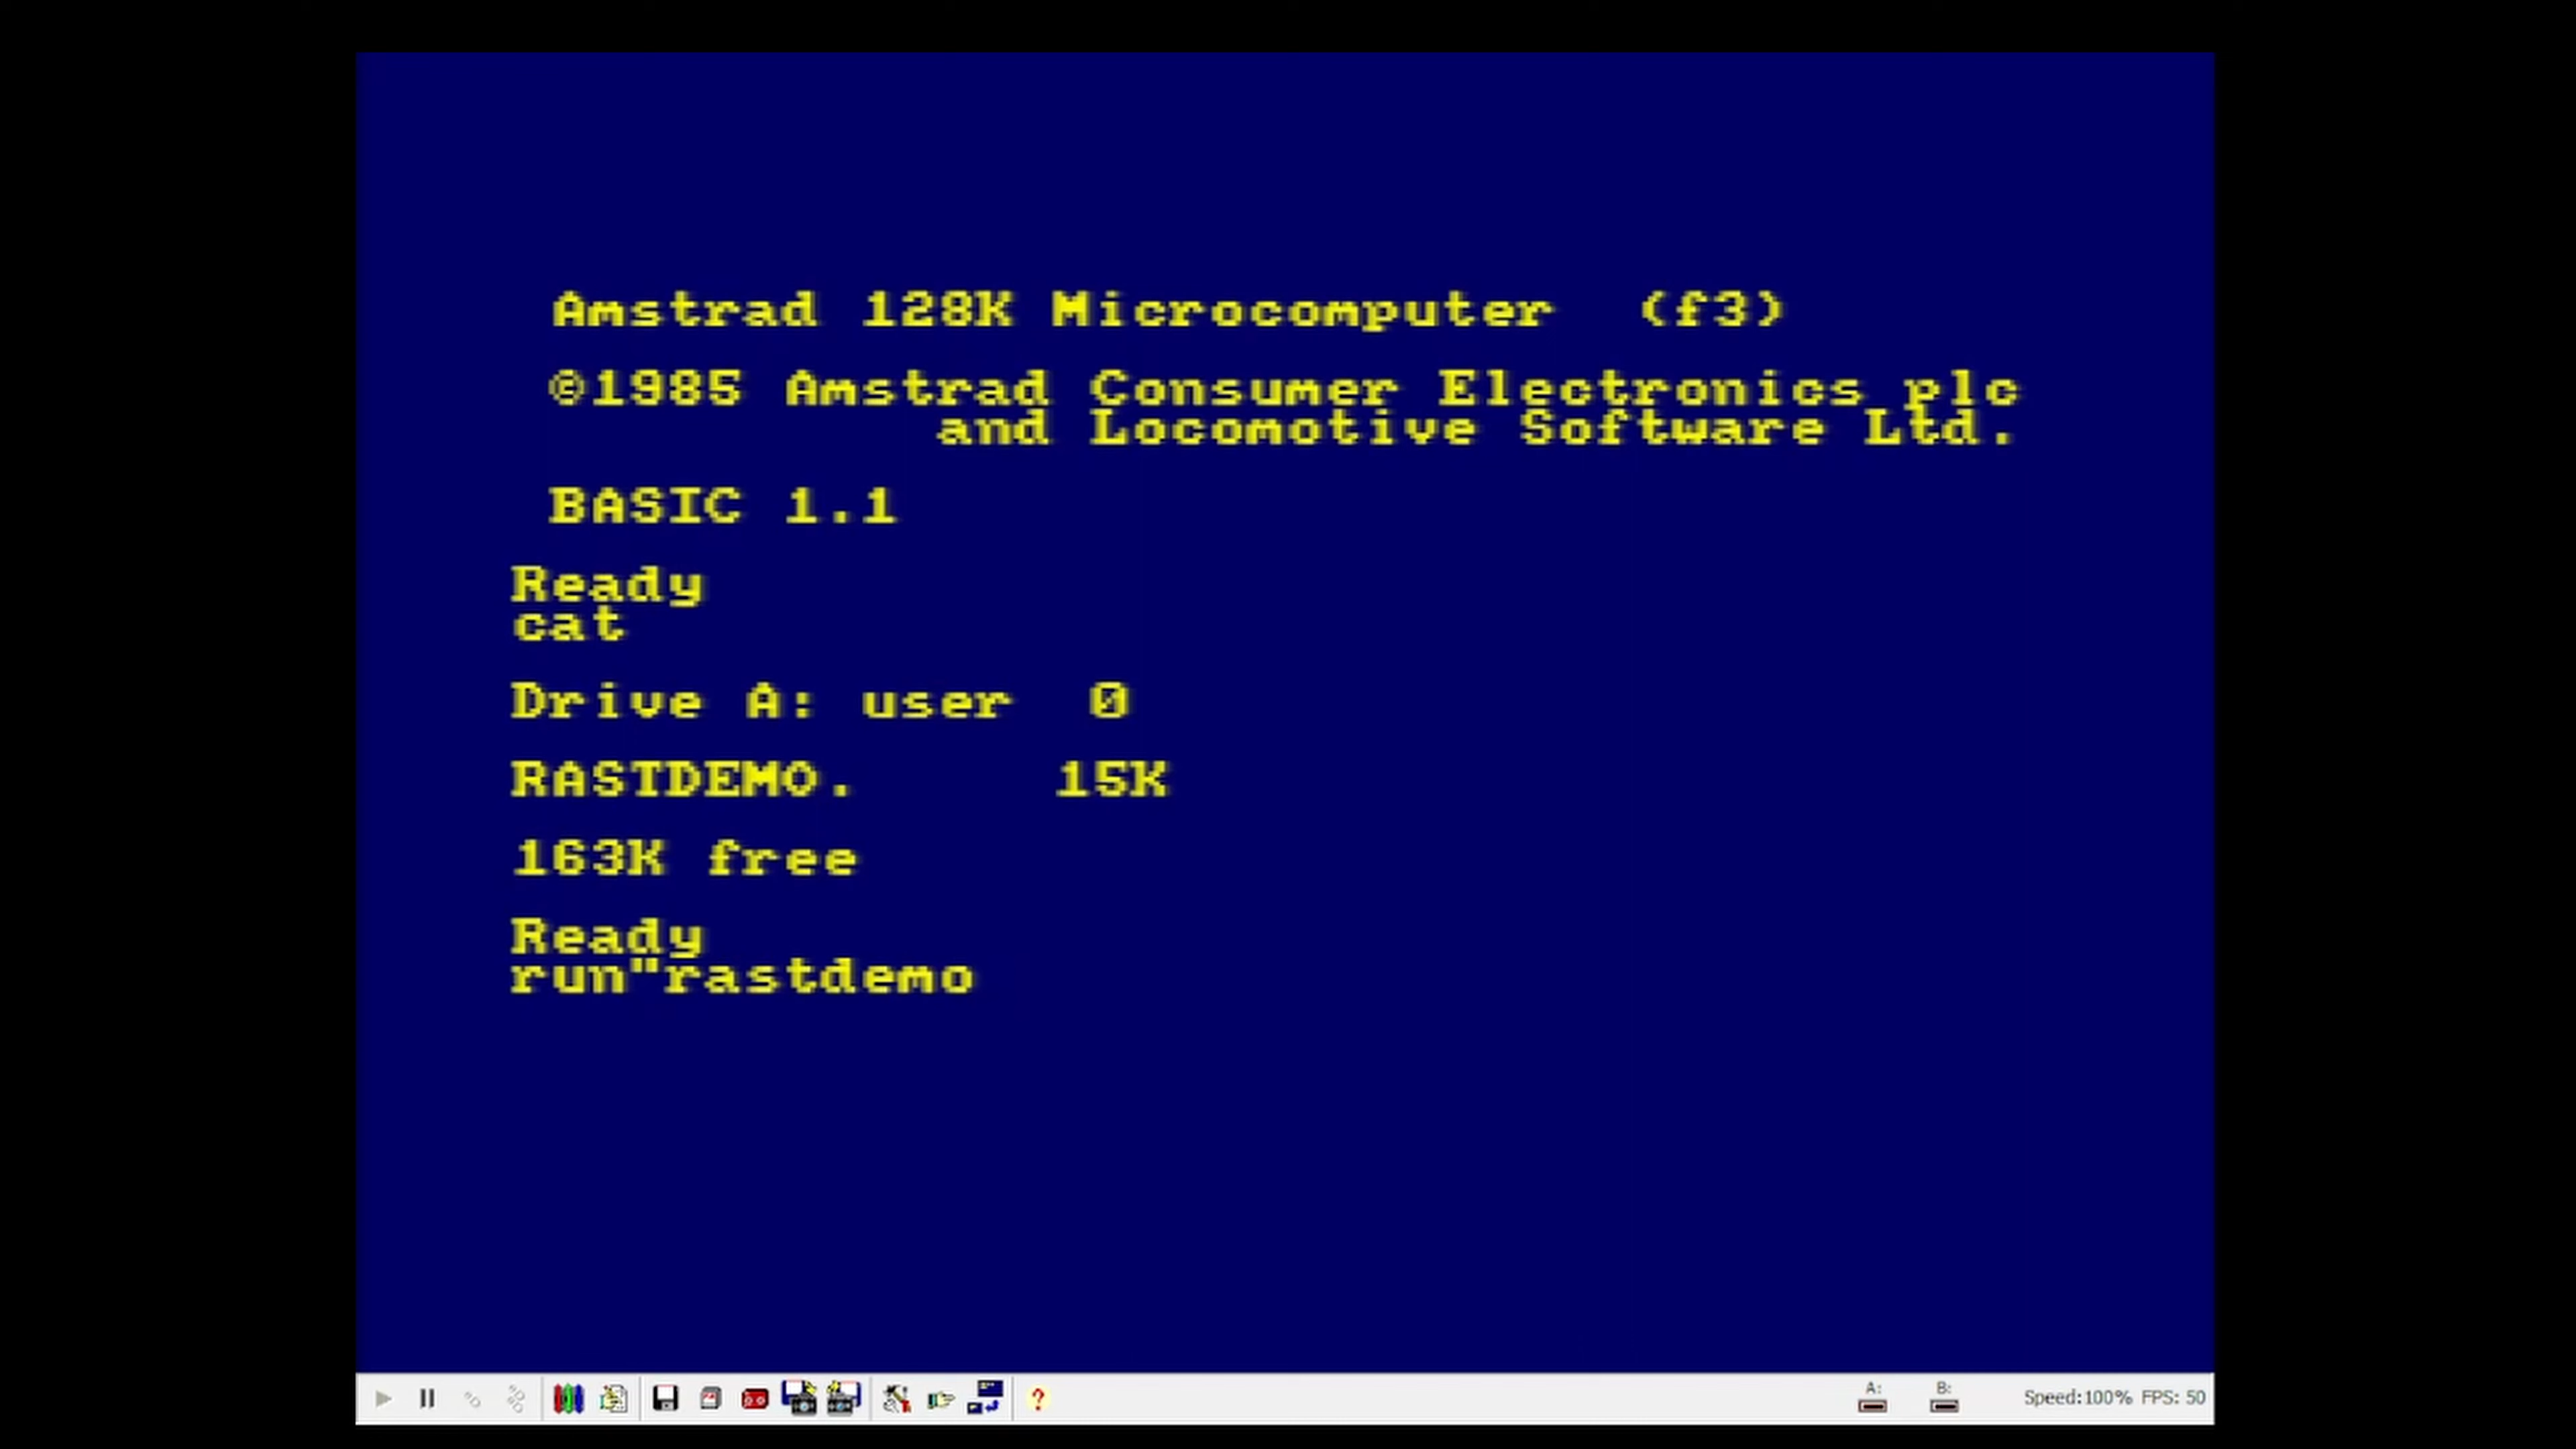 Amstrad 128K Microcomputer  (f3)
©1985 Amstrad Consumer Electronics plc
and Locomotive Software Ltd.
BASIC 1.1
Ready
cat
Drive A: user  0
RASTDEMO.     15K
163K free
Ready
run"rastdemo
A: B:
Speed:100% FPS: 50